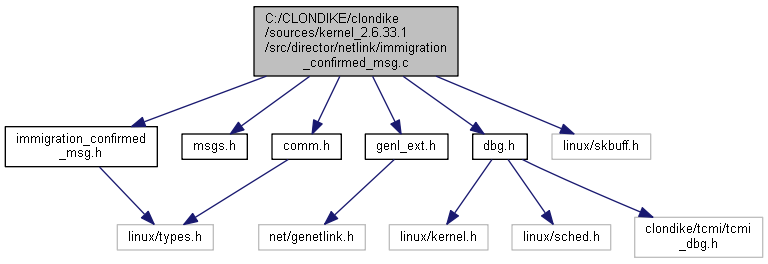 C:/CLONDIKE/clondike
/sources/kernel_2.6.33.1
/src/director/netlink/immigration
_confirmed_msg.c
immigration_confirmed
_msg.h
msgs.h
comm.h
genl_ext.h
dbg.h
linux/skbuff.h
linux/types.h
net/genetlink.h
linux/kernel.h
linux/sched.h
clondike/tcmi/tcmi
_dbg.h